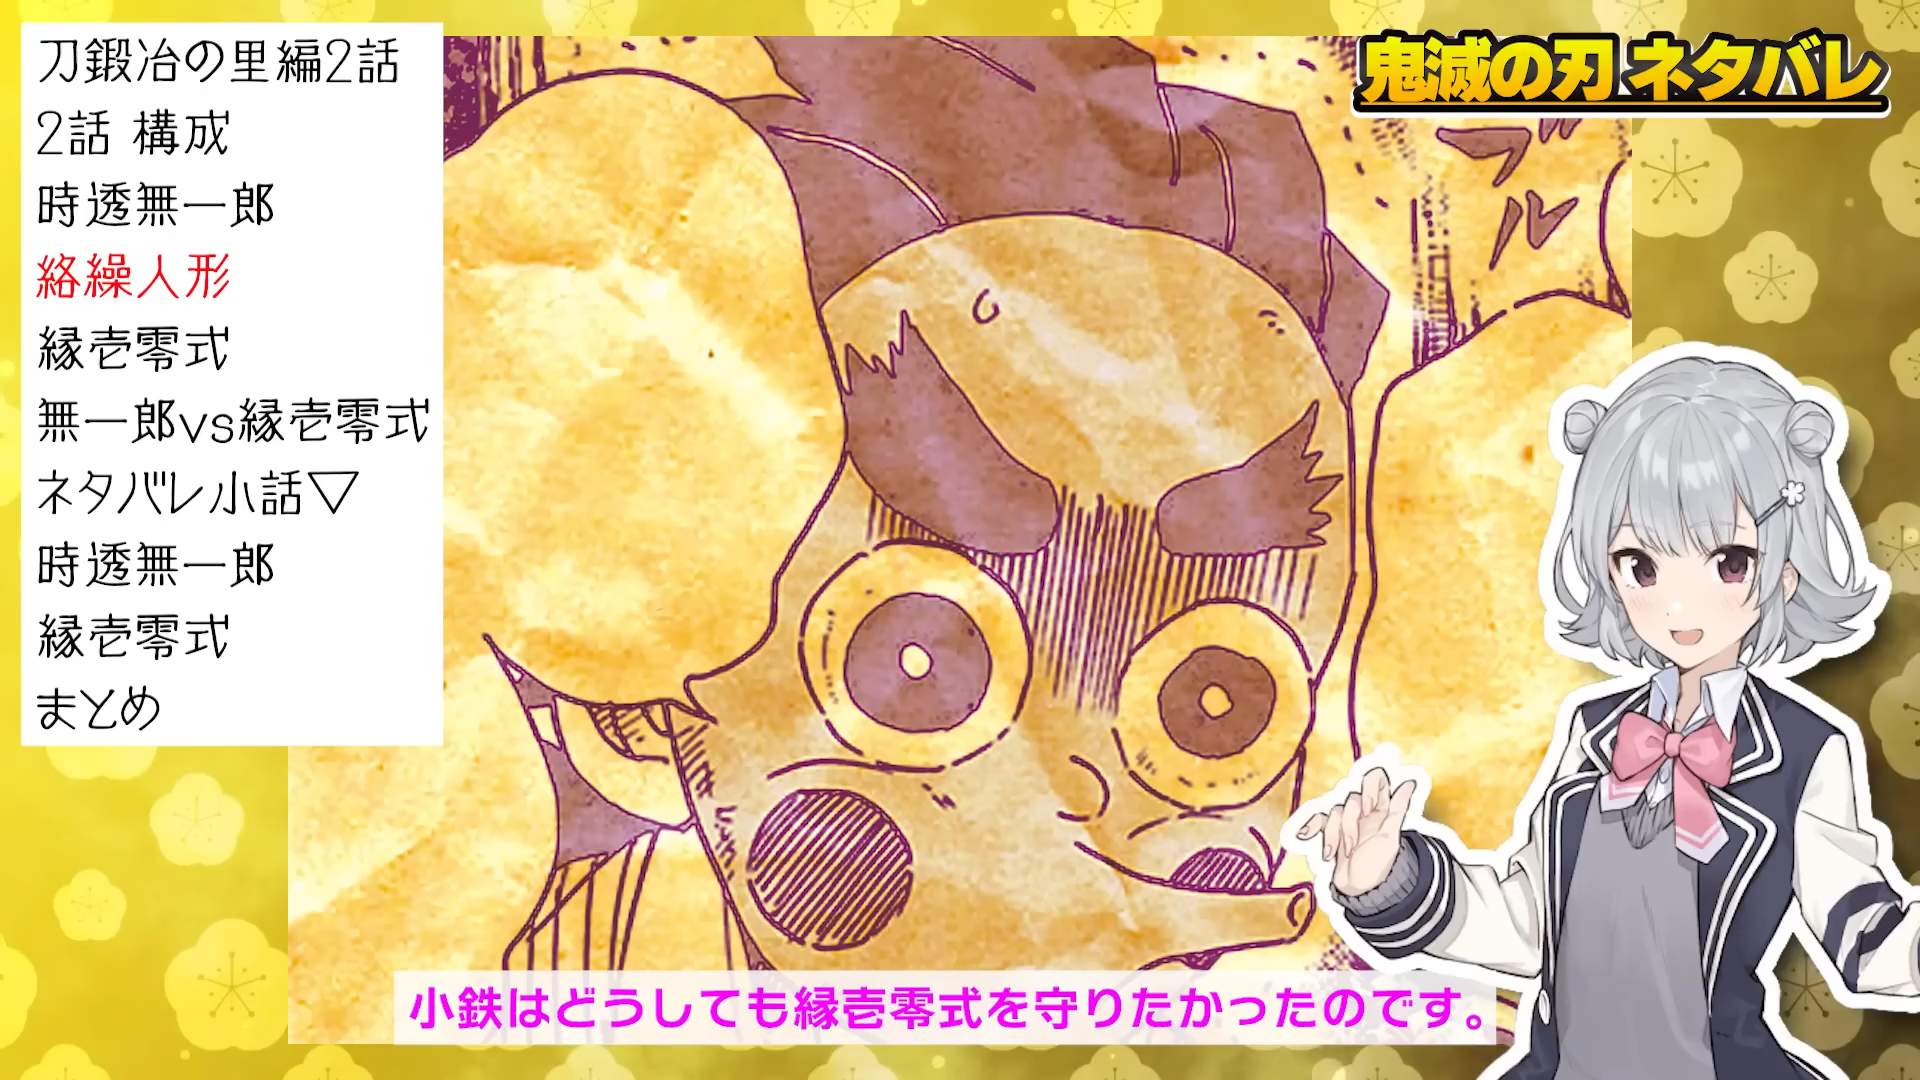 刀鍛冶の里編2話
2話 構成
時透無一郎
絡繰人形
縁壱零式
無一郎vs縁壱零式
ネタバレ小話▽
時透無一郎
縁壱零式
まとめ
鬼滅の刃 ネタバレ
ブル
小鉄はどうしても縁壱零式を守りたかったのです。